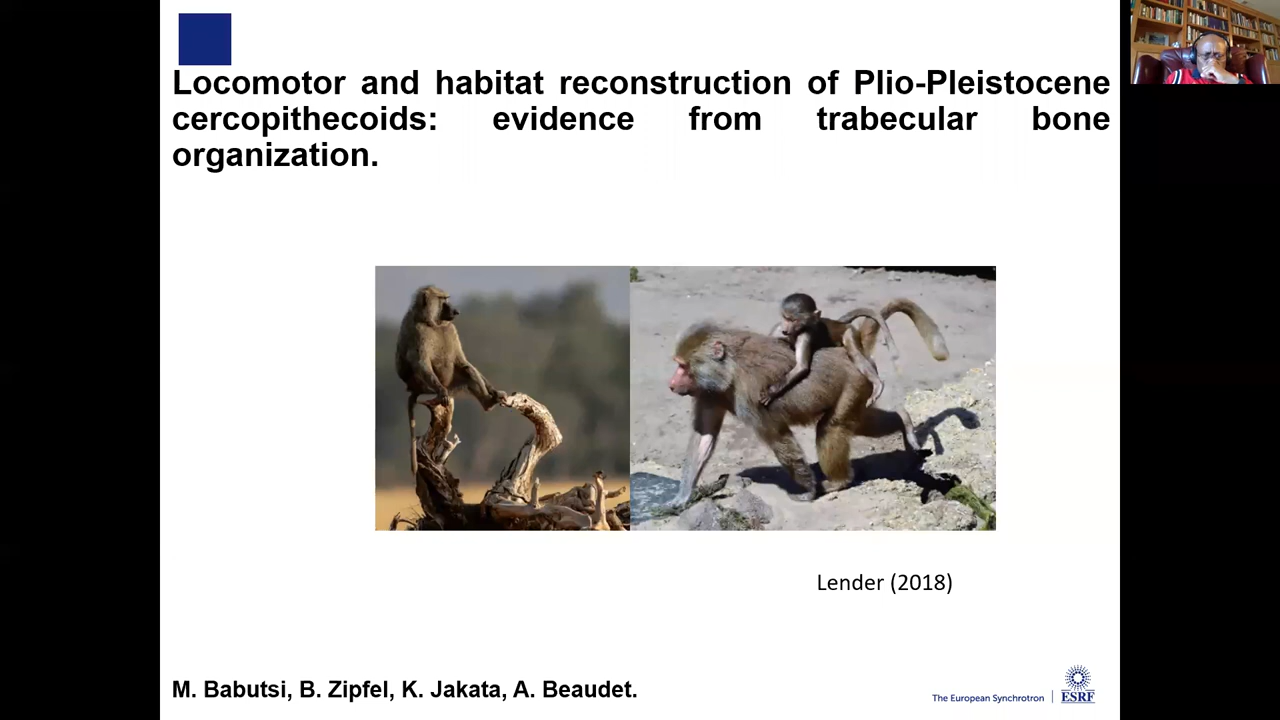 Locomotor and habitat reconstruction of Plio-Pleistocene
cercopithecoids: evidence from trabecular bone
organization.
Lender (2018)
M. Babutsi, B. Zipfel, K. Jakata, A. Beaudet.
The European Synchrotron
ESRF